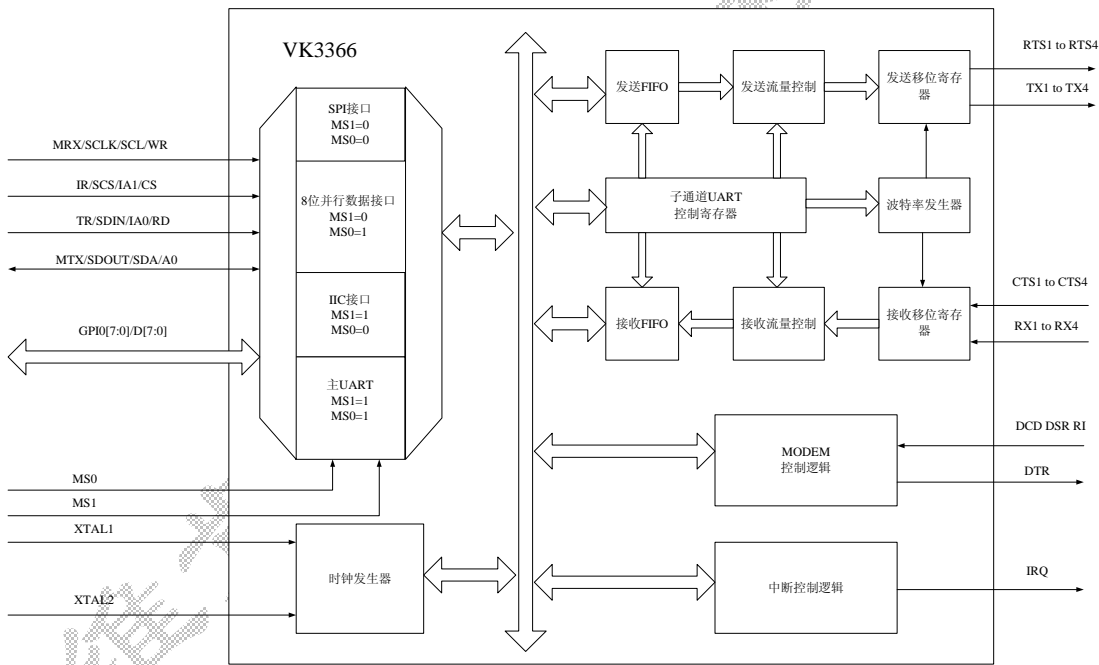 VK3366
SPI接口
MS1=0
MS0=0
8位并行数据接口
MS1=0
MS0=1
IIC接口
MS1=1
MS0=0
主UART
MS1=1
MS0=1
MRX/SCLK/SCL/WR
IR/SCS/IA1/CS
TR/SDIN/IA0/RD
MTX/SDOUT/SDA/A0
GPI0[7:0]/D[7:0]
MS0
MS1
XTAL1
XTAL2
时钟发生器
发送FIFO
发送流量控制
发送移位寄存
器
RTS1 to RTS4
TX1 to TX4
子通道UART
控制寄存器
波特率发生器
接收FIFO
接收流量控制
接收移位寄存
器
CTS1 to CTS4
RX1 to RX4
MODEM
控制逻辑
DCD DSR RI
DTR
中断控制逻辑
IRQ